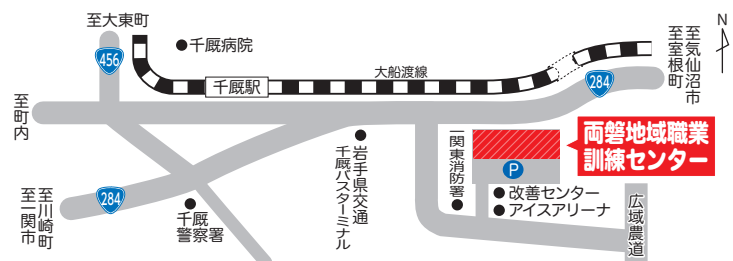 至大東町
456
千厩病院
千厩駅
大船渡線
284
至気仙沼市
至室根町
N
至町内
両磐地域職業
訓練センター
P
一関東消防署
岩手県交通
千厩バスターミナル
改善センター
アイスアリーナ
広域農道
284
至川崎町
至一関市
千厩
警察署